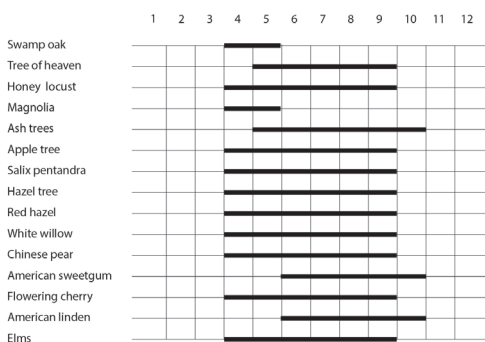 1 2 3 4 5 6 7 8 9 10 11 12
Swamp oak
Tree of heaven
Honey locust
Magnolia
Ash trees
Apple tree
Salix pentandra
Hazel tree
Red hazel
White willow
Chinese pear
American sweetgum
Flowering cherry
American linden
Elms